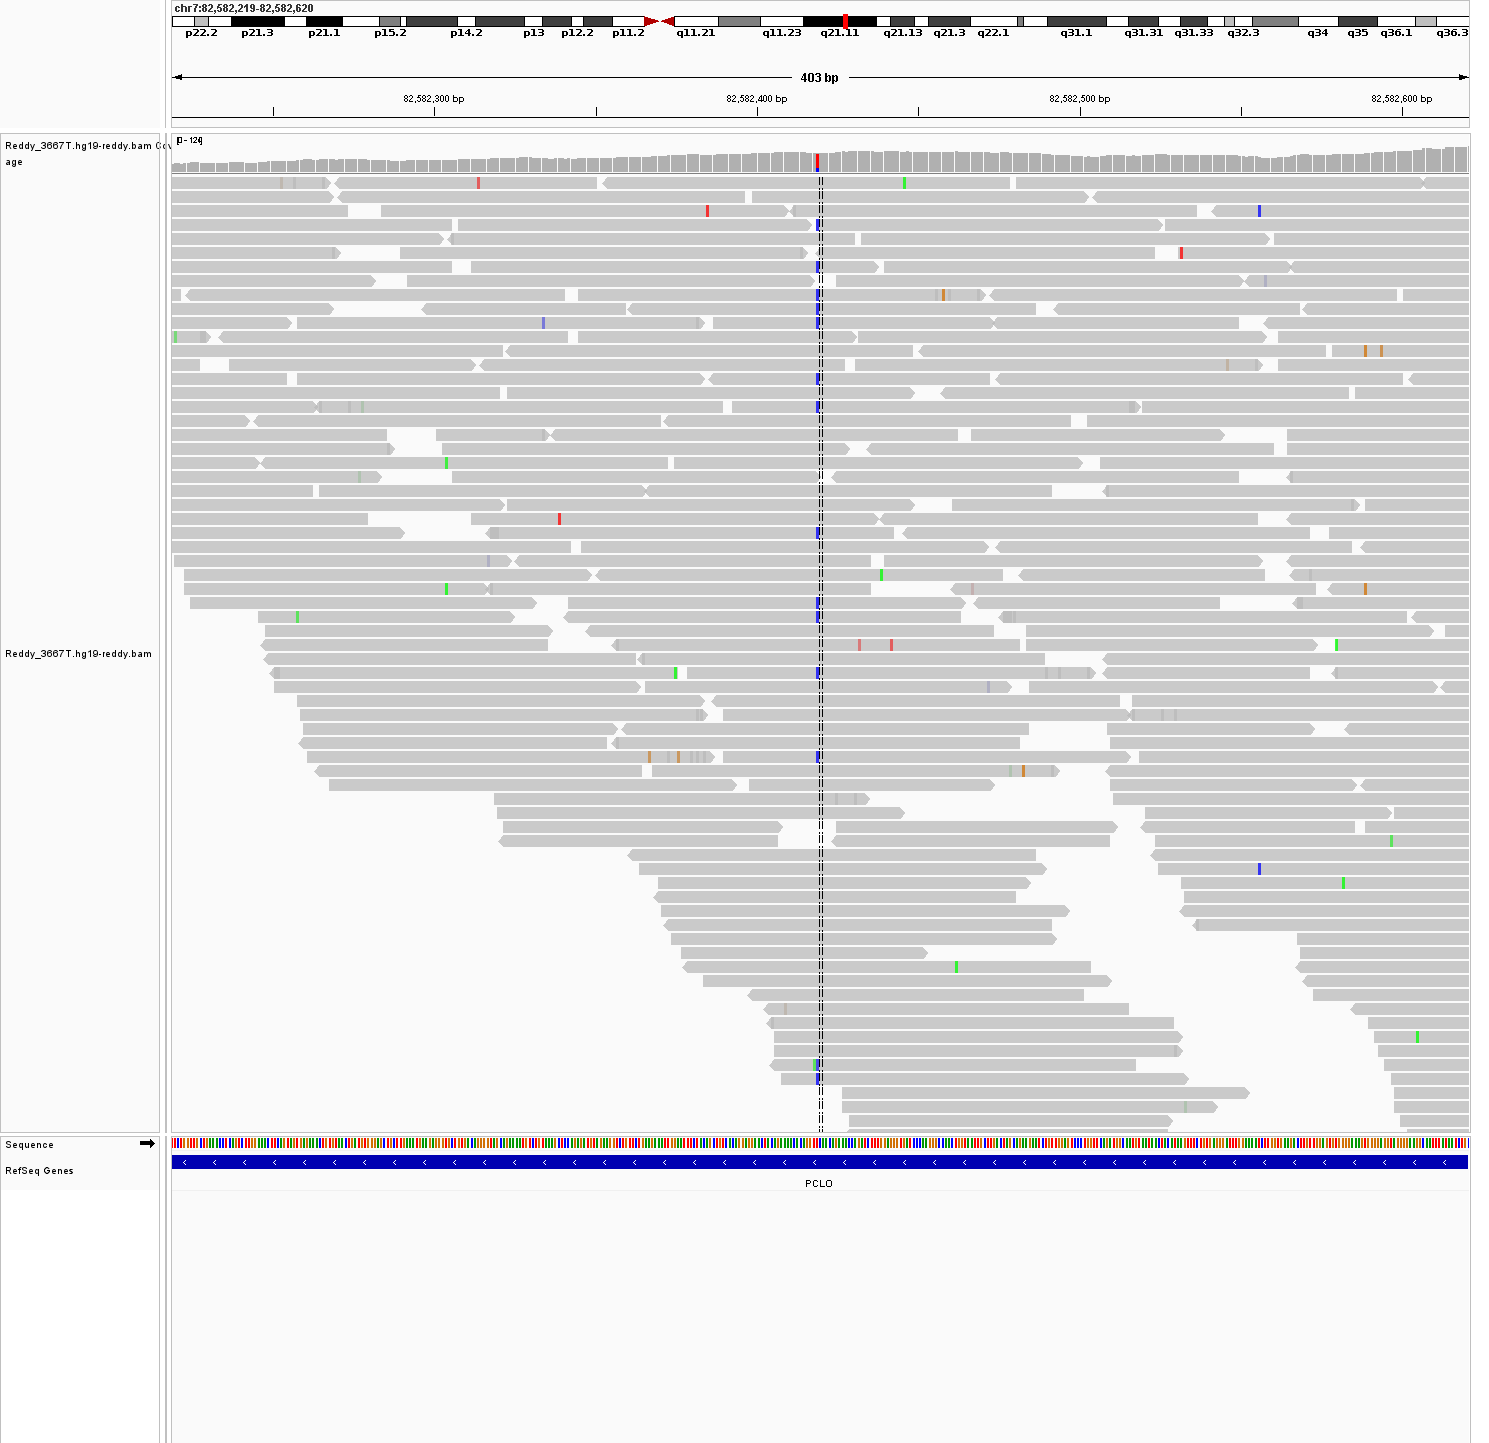 chr7:82,582,219-82,582,620
p22.2 p21.3 p21.1 p15.2 p14.2 p13 p12.2 p11.2 q11.21 q11.23 q21.11 q21.13 q21.3 q22.1 q31.1 q31.31 q31.33 q32.3 q34 q35 q36.1 q36.3
403 bp
82,582,300 bp 82,582,400 bp 82,582,500 bp 82,582,600 bp
[0 - 124]
Reddy_3667T.hg19-reddy.bam Cov
age
Reddy_3667T.hg19-reddy.bam
Sequence
RefSeq Genes
PCLO